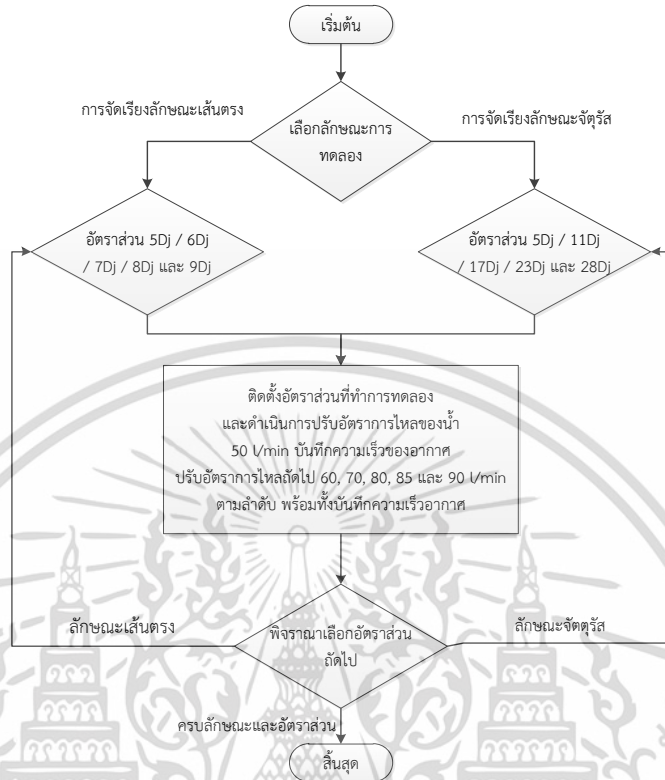 เริ่มต้น
การจัดเรียงลักษณะเส้นตรง
เลือกลักษณะการ
ทดลอง
การจัดเรียงลักษณะจัตุรัส
อัตราส่วน 5Dj / 6Dj
/ 7Dj / 8Dj และ 9Dj
อัตราส่วน 5Dj / 11Dj
/ 17Dj / 23Dj และ 28Dj
ติดตั้งอัตราส่วนที่ทำการทดลอง
และดำเนินการปรับอัตราการไหลของน้ำ
50 l/min บันทึกความเร็วของอากาศ
ปรับอัตราการไหลถัดไป 60, 70, 80, 85 และ 90 l/min
ตามลำดับ พร้อมทั้งบันทึกความเร็วอากาศ
ลักษณะเส้นตรง
พิจราณาเลือกอัตราส่วน
ถัดไป
ลักษณะจัตตุรัส
ครบลักษณะและอัตราส่วน
สิ้นสุด